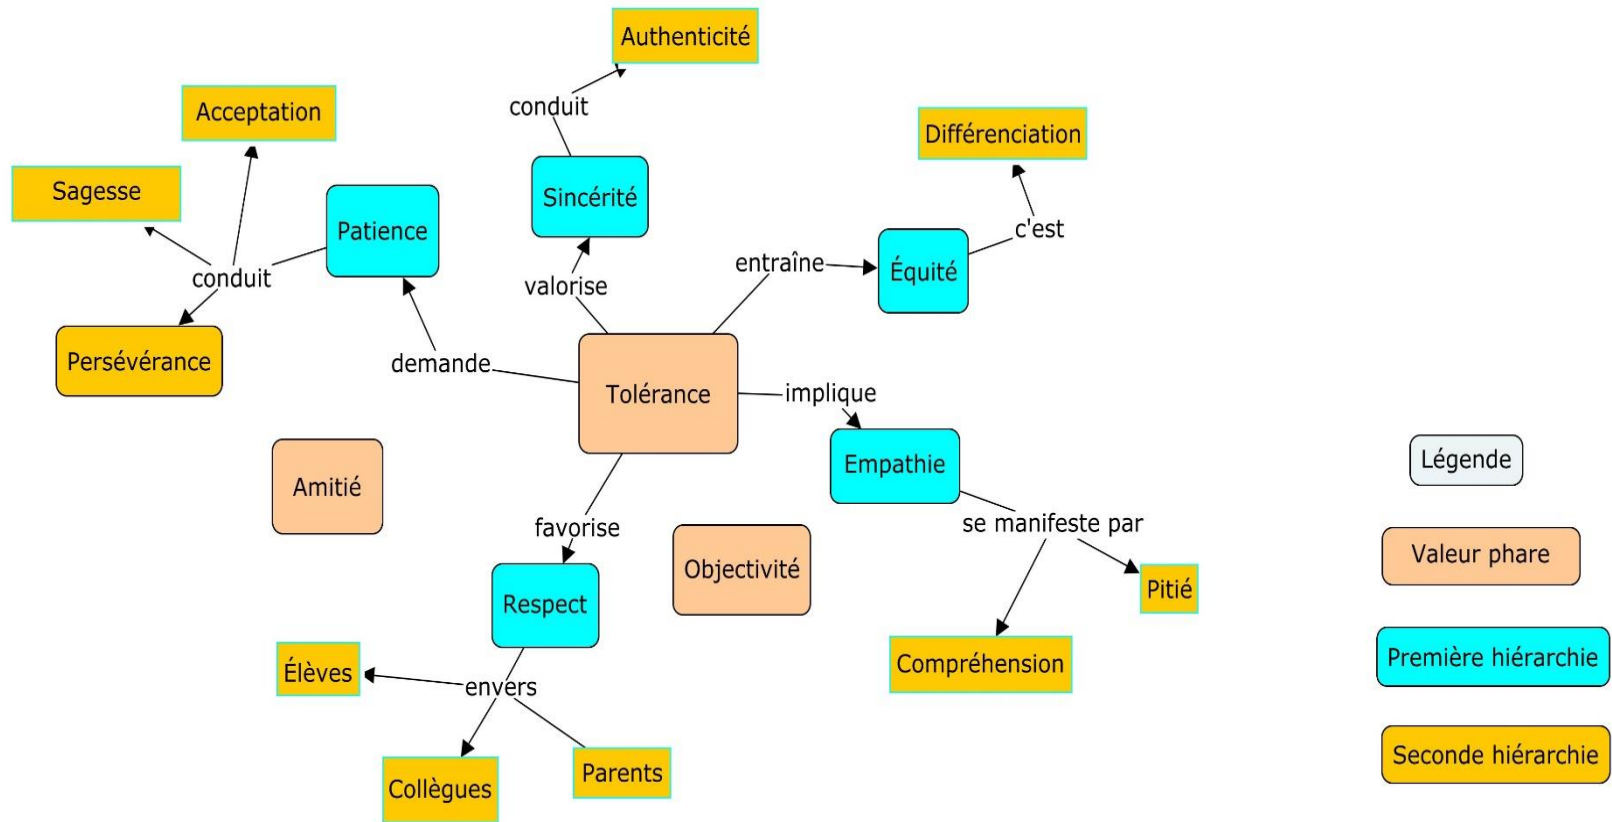 Authenticité
conduit
Acceptation
Différenciation
Sagesse
Sincérité
Patience
c'est
entraîne
Équité
conduit
valorise
Persévérance
demande
Tolérance
implique
Empathie
Légende
Amitié
favorise
se manifeste par
Valeur phare
Objectivité
Respect
Pitié
Élèves
envers
Compréhension
Première hiérarchie
Collègues
Parents
Seconde hiérarchie